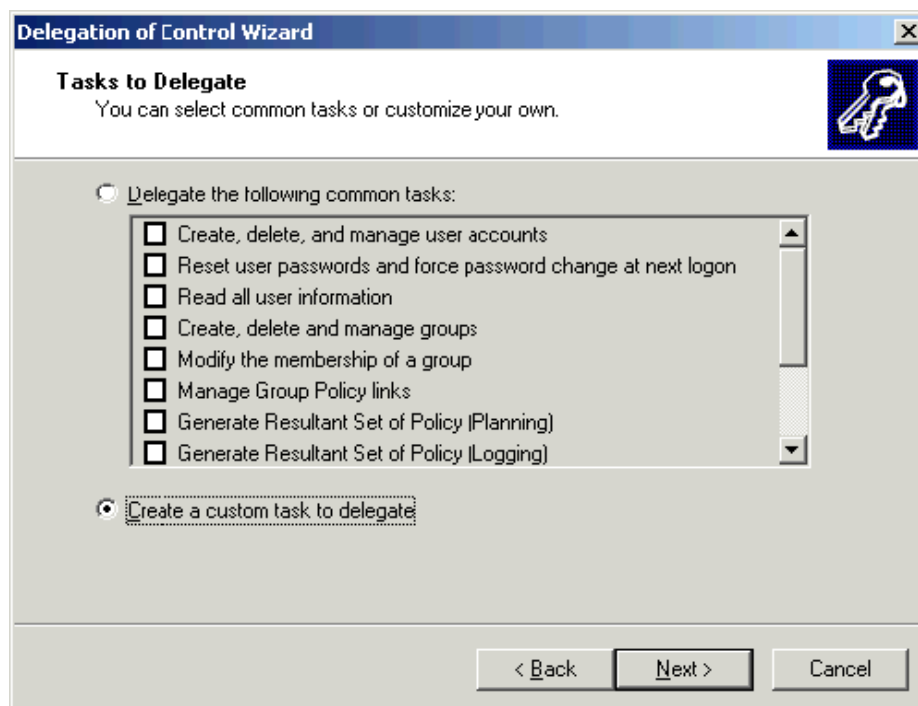 Delegation of Control Wizard
Tasks to Delegate
You can select common tasks or customize your own.
Delegate the following common tasks:
Create, delete, and manage user accounts
Reset user passwords and force password change at next logon
Read all user information
Create, delete and manage groups
Modify the membership of a group
Manage Group Policy links
Generate Resultant Set of Policy (Planning)
Generate Resultant Set of Policy (Logging)
Create a custom task to delegate
< Back Next > Cancel